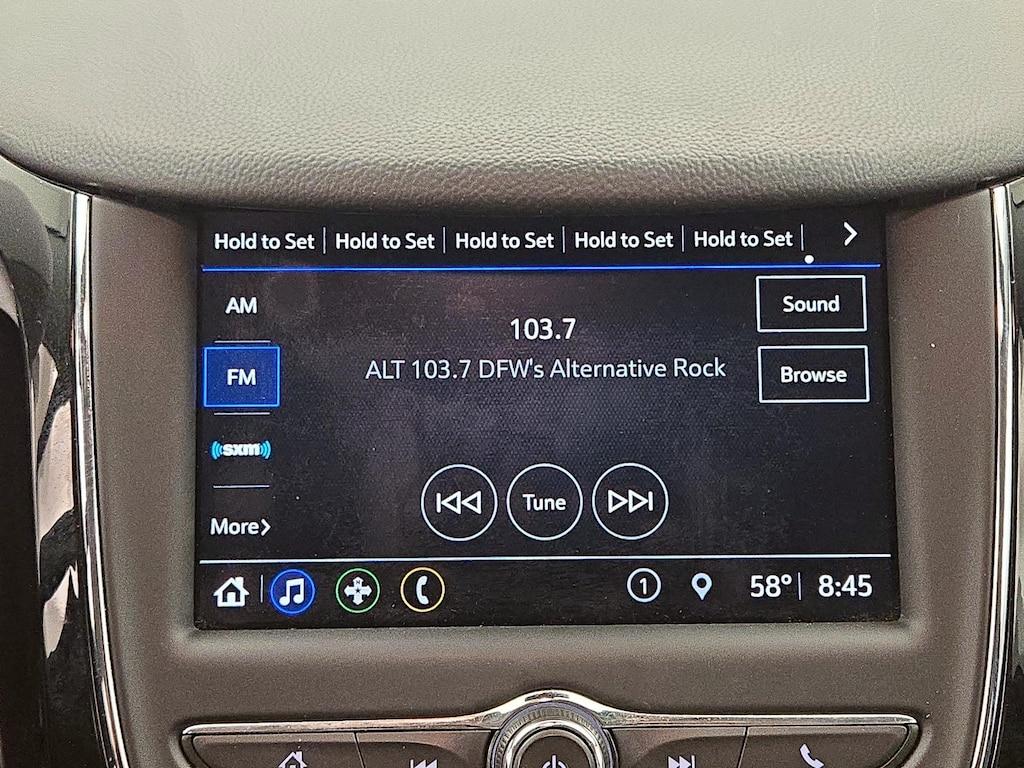 Hold to Set Hold to Set Hold to Set Hold to Set Hold to Set
AM
Sound
103.7
ALT 103.7 DFW's Alternative Rock
FM
Browse
sxm
Tune
More
1 58° 8:45